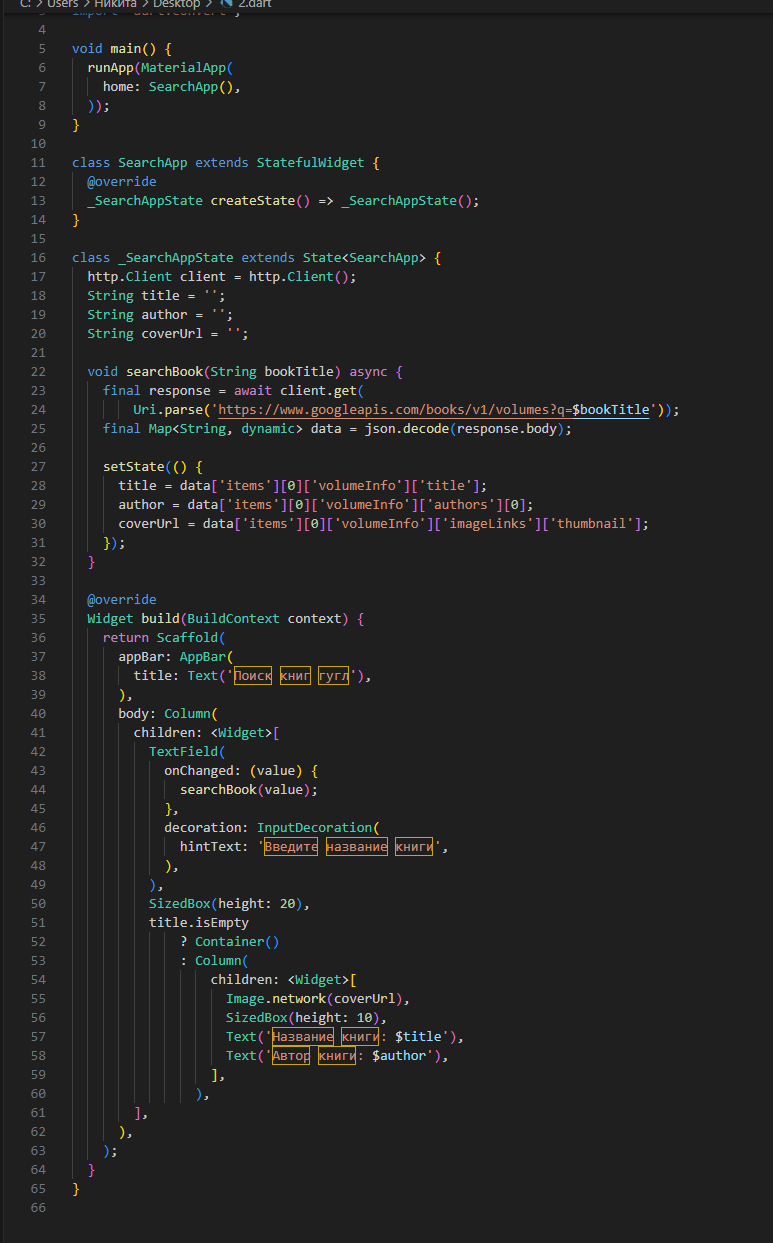 C: > Users > Никита > Desktop > 2.dart
3 import 'dart:convert';
4
5 void main() {
6   runApp(MaterialApp(
7     home: SearchApp(),
8   ));
9 }
10
11 class SearchApp extends StatefulWidget {
12   @override
13   _SearchAppState createState() => _SearchAppState();
14 }
15
16 class _SearchAppState extends State<SearchApp> {
17   http.Client client = http.Client();
18   String title = '';
19   String author = '';
20   String coverUrl = '';
21
22   void searchBook(String bookTitle) async {
23     final response = await client.get(
24         Uri.parse('https://www.googleapis.com/books/v1/volumes?q=$bookTitle'));
25     final Map<String, dynamic> data = json.decode(response.body);
26
27     setState(() {
28       title = data['items'][0]['volumeInfo']['title'];
29       author = data['items'][0]['volumeInfo']['authors'][0];
30       coverUrl = data['items'][0]['volumeInfo']['imageLinks']['thumbnail'];
31     });
32   }
33
34   @override
35   Widget build(BuildContext context) {
36     return Scaffold(
37       appBar: AppBar(
38         title: Text('Поиск книг гугл'),
39       ),
40       body: Column(
41         children: <Widget>[
42           TextField(
43             onChanged: (value) {
44               searchBook(value);
45             },
46             decoration: InputDecoration(
47               hintText: 'Введите название книги',
48             ),
49           ),
50           SizedBox(height: 20),
51           title.isEmpty
52               ? Container()
53               : Column(
54                   children: <Widget>[
55                     Image.network(coverUrl),
56                     SizedBox(height: 10),
57                     Text('Название книги: $title'),
58                     Text('Автор книги: $author'),
59                   ],
60                 ),
61         ],
62       ),
63     );
64   }
65 }
66